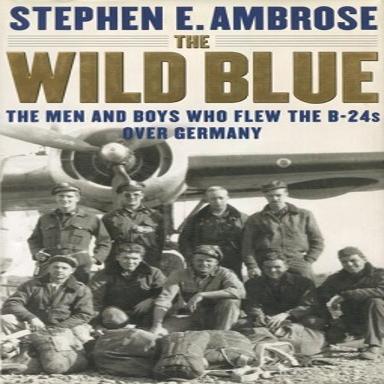 STEPHEN E. AMBROSE
THE
WILD BLUE
THE MEN AND BOYS WHO FLEW THE B-24s
OVER GERMANY